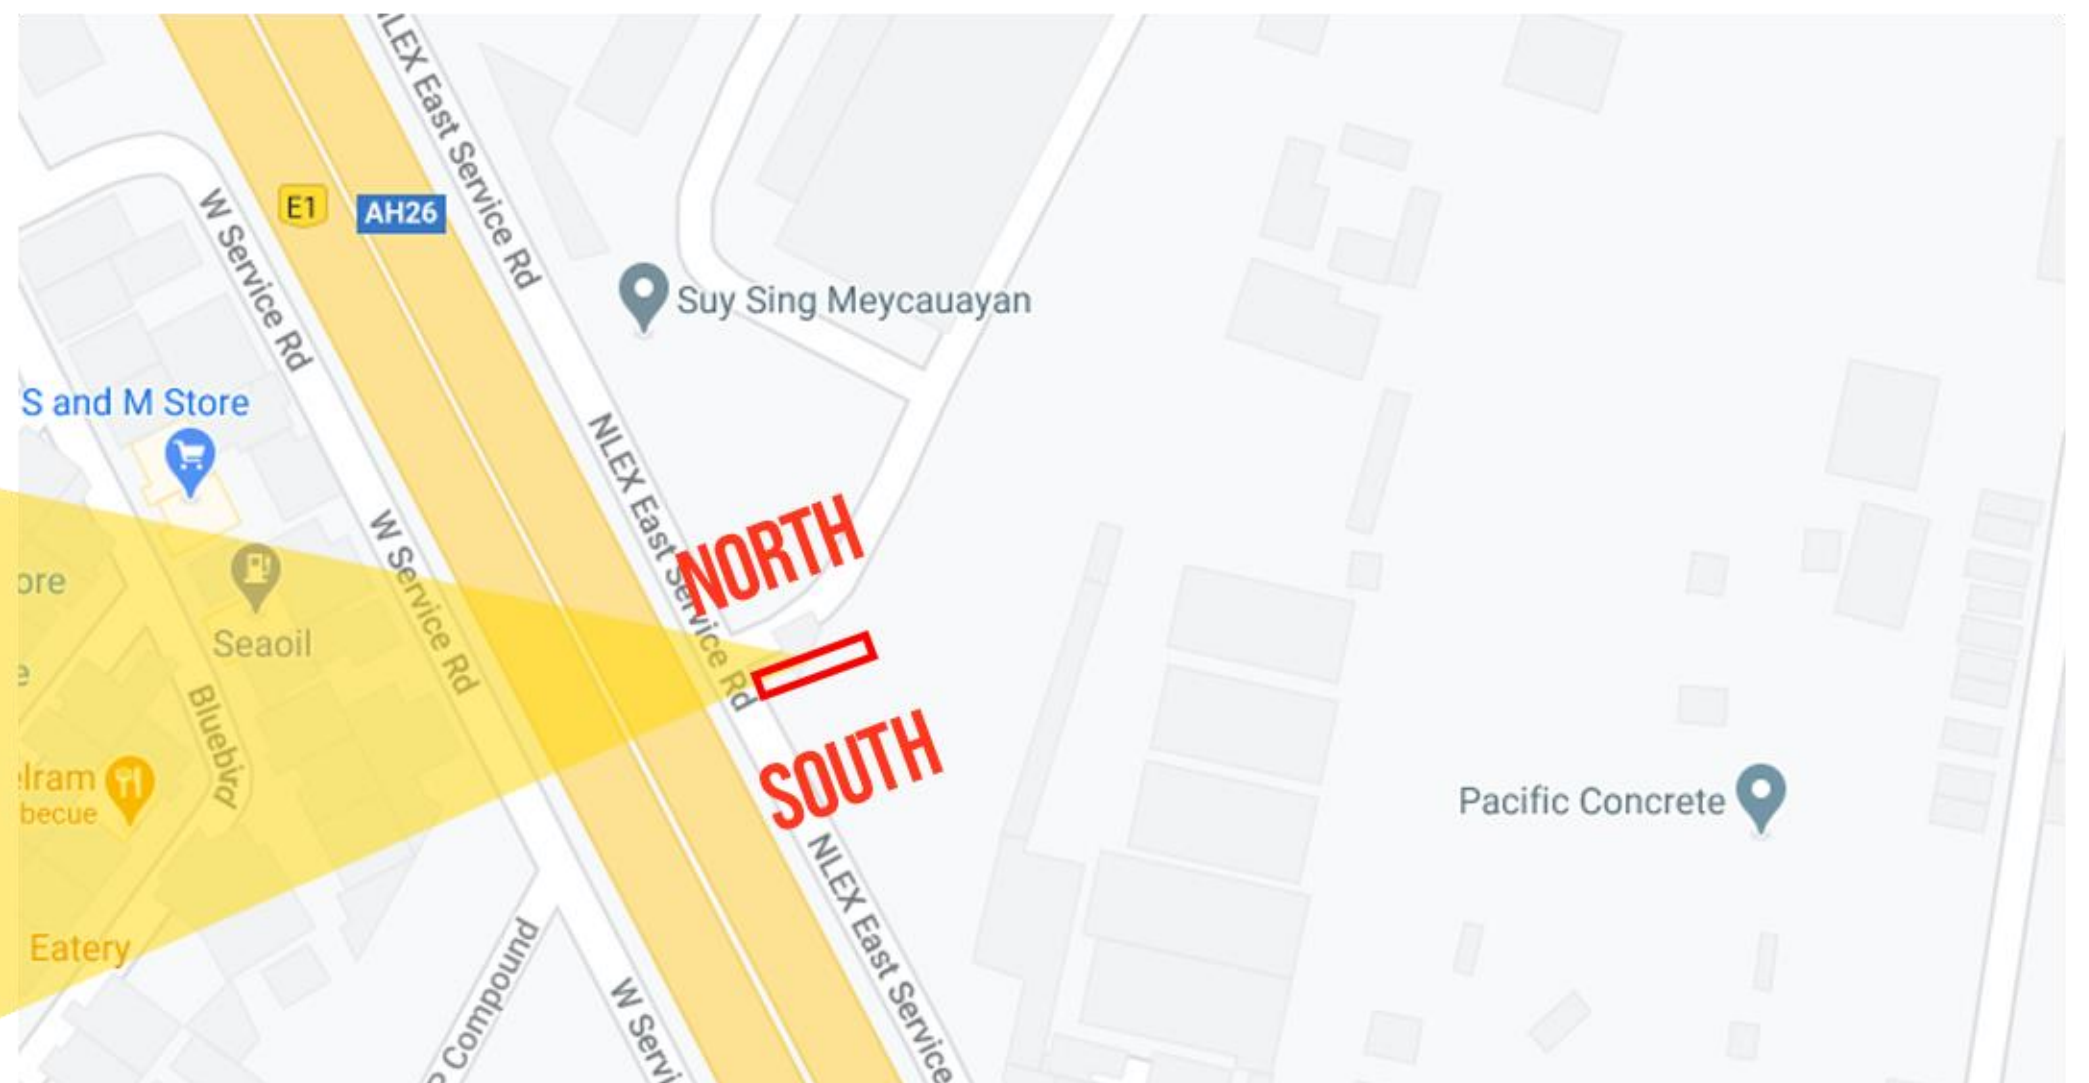 NLEX East Service Rd
E1
AH26
W Service Rd
Suy Sing Meycauayan
S and M Store
NLEX East Service Rd
NORTH
W Service Rd
ore
Seaoil
e
SOUTH
Bluebird
elram
becue
Pacific Concrete
NLEX East Service
Eatery
Compound
W Servi